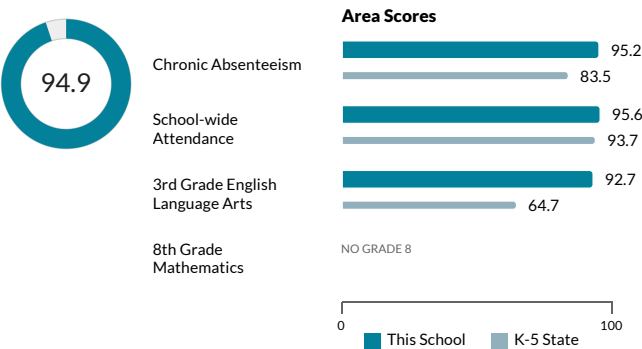 Area Scores
94.9
Chronic Absenteeism
95.2
83.5
School-wide
Attendance
95.6
93.7
3rd Grade English
Language Arts
92.7
64.7
8th Grade
Mathematics
NO GRADE 8
0
100
This School
K-5 State